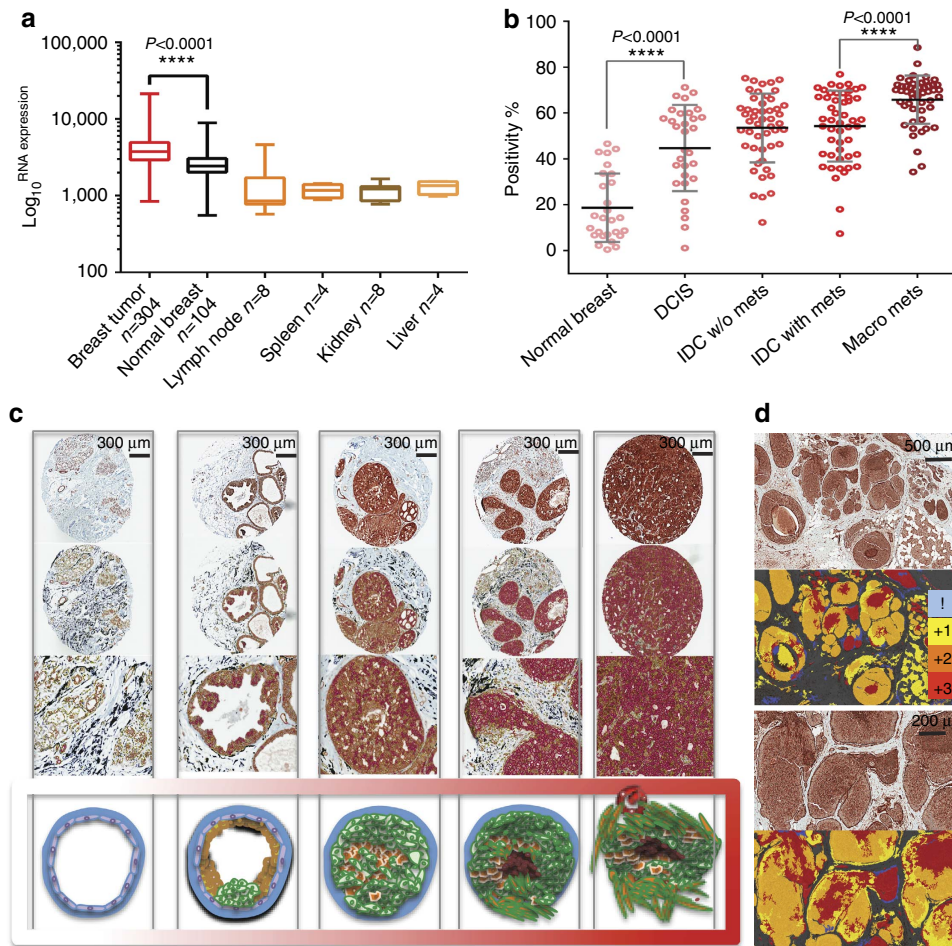 a
P<0.0001
****
100,000
10,000
1,000
100
Log10 RNA expression
Breast tumor
n=304
Normal breast
n=104
Lymph node n=8
Spleen n=4
Kidney n=8
Liver n=4
b
P<0.0001
****
P<0.0001
****
100
80
60
40
20
0
Positivity %
Normal breast
DCIS
IDC w/o mets
IDC with mets
Macro mets
c
300 μm
300 μm
300 μm
300 μm
300 μm
d
500 μ
!
+1
+2
+3
200 μ